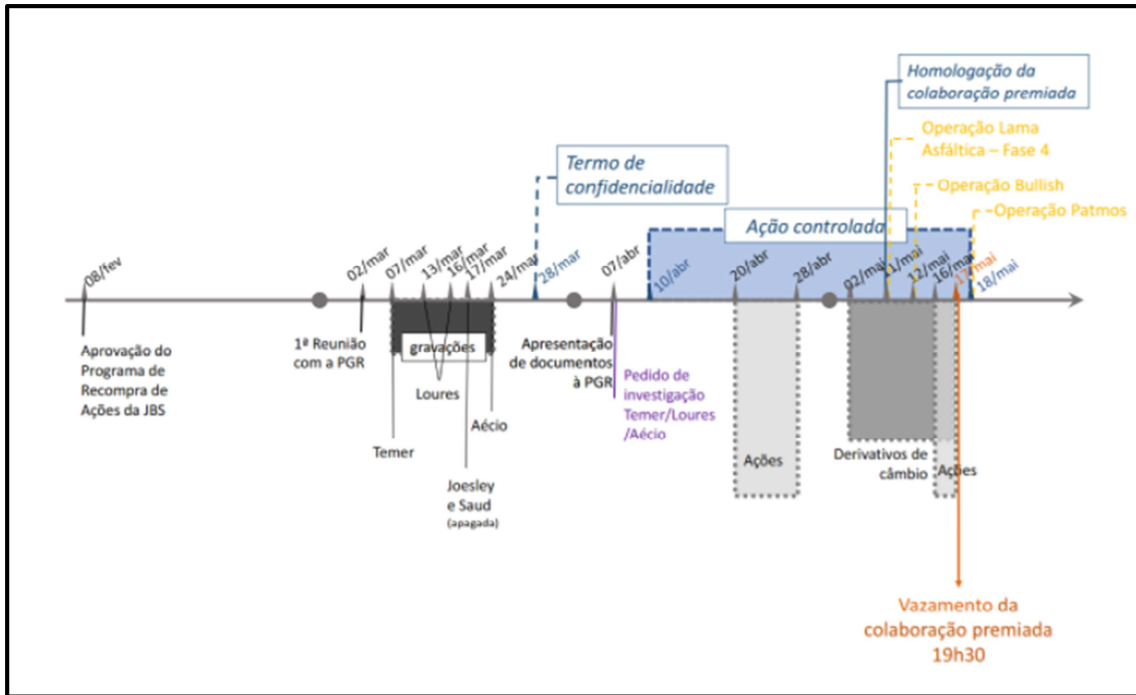 Homologação da
colaboração premiada
Operação Lama
Asfáltica – Fase 4
Termo de
confidencialidade
Operação Bullish
Operação Patmos
Ação controlada
08/fev
02/mar
07/mar
13/mar
16/mar
17/mar
24/mar
28/mar
07/abr
10/abr
20/abr
28/abr
02/mai
11/mai
12/mai
16/mai
17/mai
18/mai
Aprovação do
Programa de
Recompra de
Ações da JBS
1ª Reunião
com a PGR
gravações
Loures
Temer
Aécio
Joesley
e Saud
(apagada)
Apresentação
de documentos
à PGR
Pedido de
investigação
Temer/Loures
/Aécio
Ações
Derivativos de
câmbio
Ações
Vazamento da
colaboração premiada
19h30